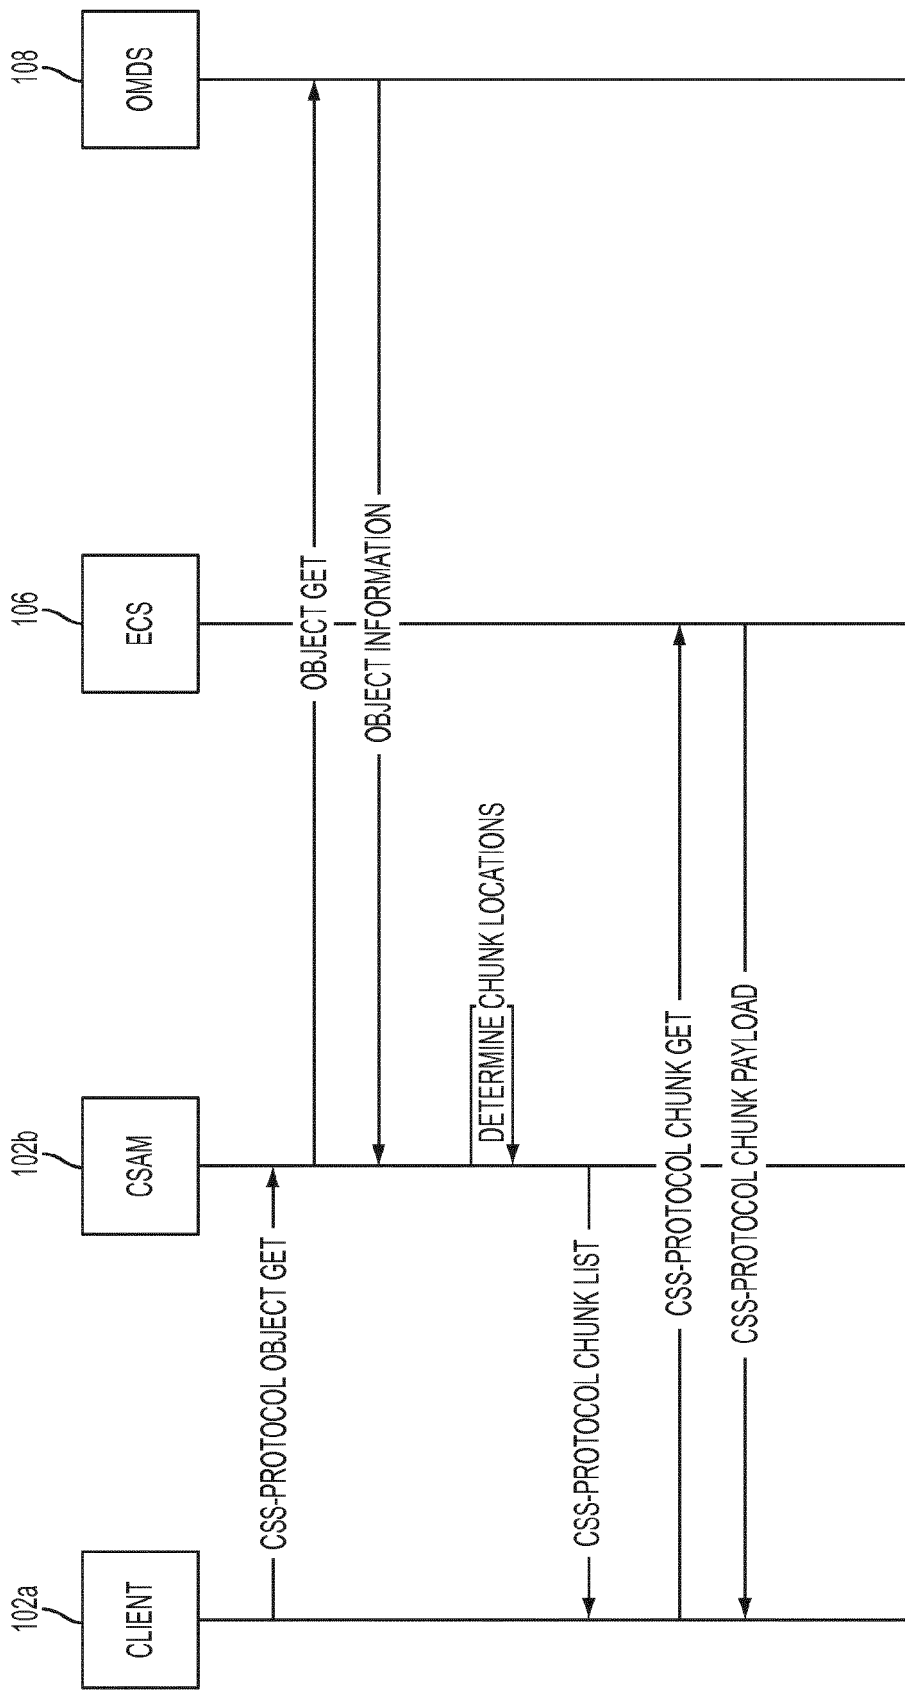 102a
CLIENT
102b
CSAM
106
ECS
108
OMDS
CSS-PROTOCOL OBJECT GET
OBJECT GET
OBJECT INFORMATION
DETERMINE CHUNK LOCATIONS
CSS-PROTOCOL CHUNK LIST
CSS-PROTOCOL CHUNK GET
CSS-PROTOCOL CHUNK PAYLOAD